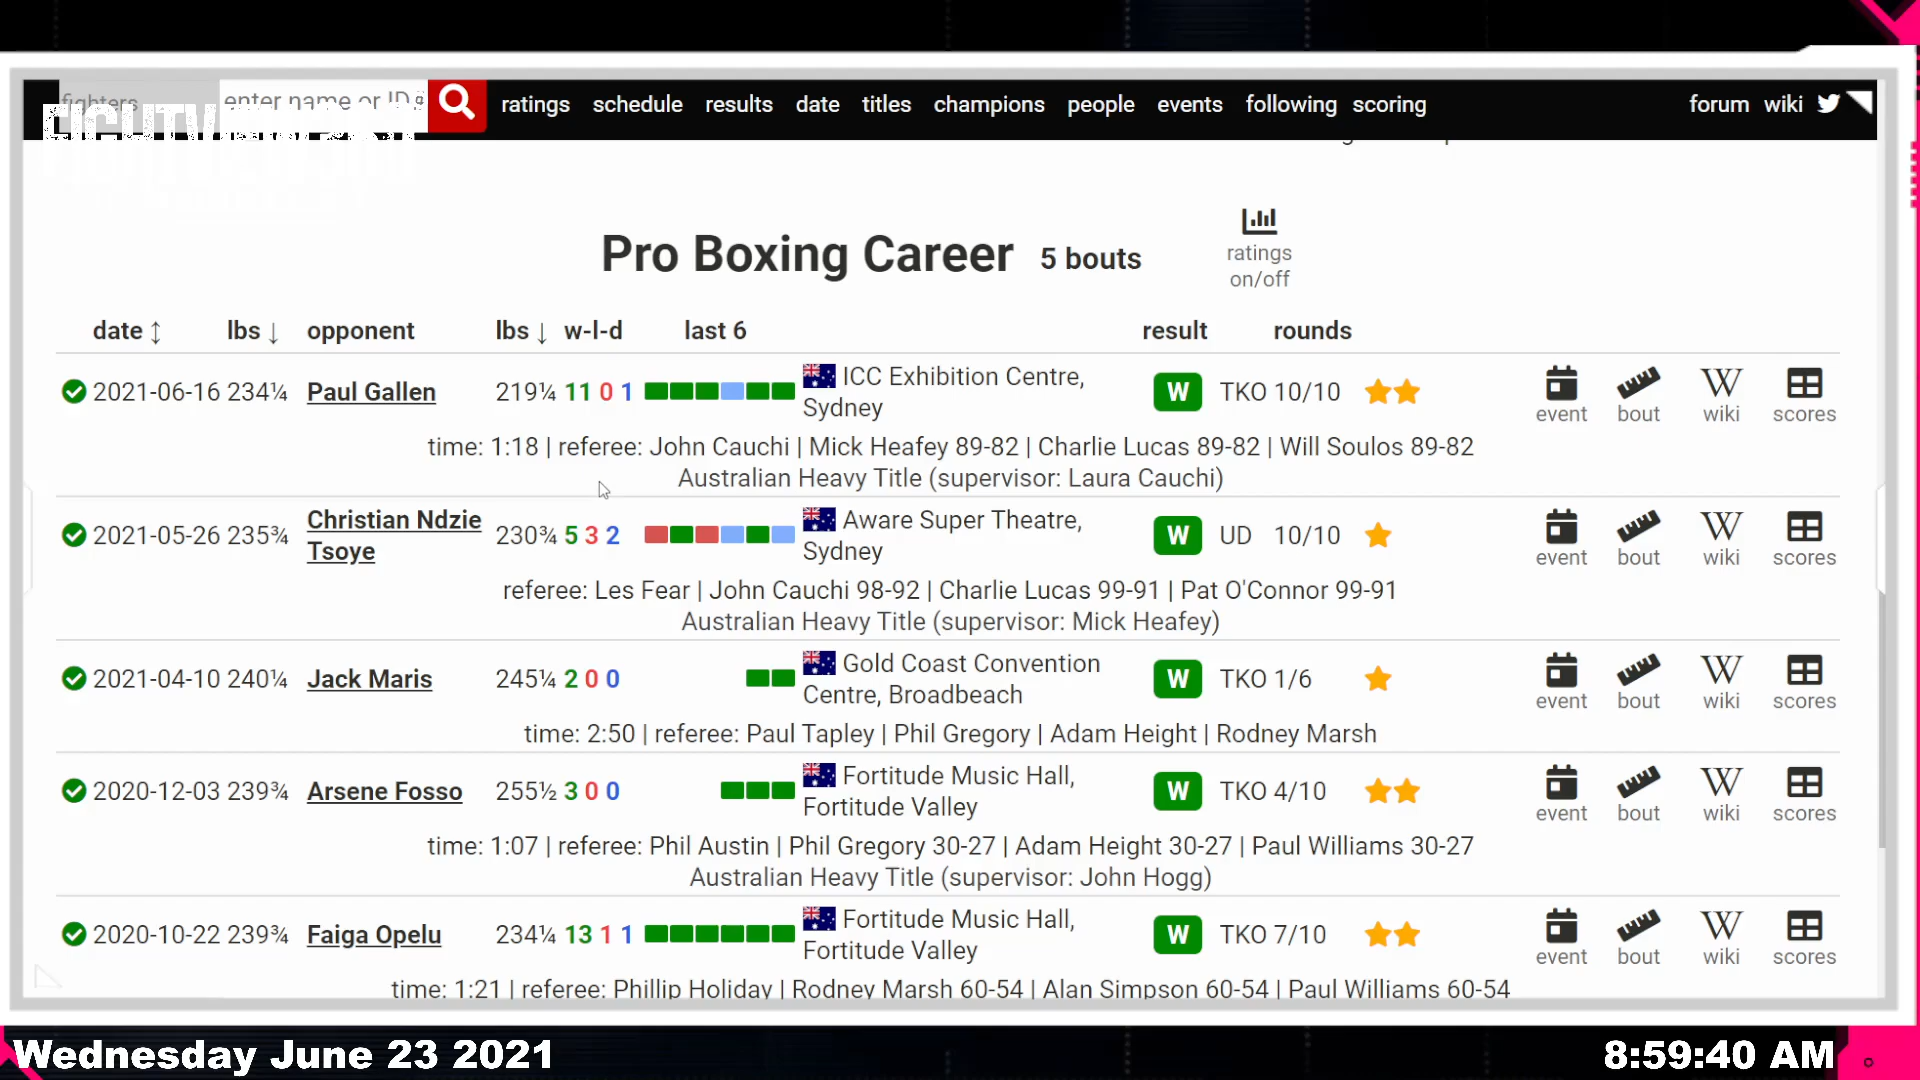 fighters enter name or ID# ratings schedule results date titles champions people events following scoring forum wiki
FIGHTVIEW
Pro Boxing Career 5 bouts
ratings
on/off
date ↕ lbs ↓ opponent lbs ↓ w-l-d last 6 result rounds
2021-06-16 234¼ Paul Gallen 219¼ 11 0 1 ICC Exhibition Centre, Sydney W TKO 10/10 event bout wiki scores
time: 1:18 | referee: John Cauchi | Mick Heafey 89-82 | Charlie Lucas 89-82 | Will Soulos 89-82
Australian Heavy Title (supervisor: Laura Cauchi)
2021-05-26 235¾ Christian Ndzie Tsoye 230¾ 5 3 2 Aware Super Theatre, Sydney W UD 10/10 event bout wiki scores
referee: Les Fear | John Cauchi 98-92 | Charlie Lucas 99-91 | Pat O'Connor 99-91
Australian Heavy Title (supervisor: Mick Heafey)
2021-04-10 240¼ Jack Maris 245¼ 2 0 0 Gold Coast Convention Centre, Broadbeach W TKO 1/6 event bout wiki scores
time: 2:50 | referee: Paul Tapley | Phil Gregory | Adam Height | Rodney Marsh
2020-12-03 239¾ Arsene Fosso 255½ 3 0 0 Fortitude Music Hall, Fortitude Valley W TKO 4/10 event bout wiki scores
time: 1:07 | referee: Phil Austin | Phil Gregory 30-27 | Adam Height 30-27 | Paul Williams 30-27
Australian Heavy Title (supervisor: John Hogg)
2020-10-22 239¾ Faiga Opelu 234¼ 13 1 1 Fortitude Music Hall, Fortitude Valley W TKO 7/10 event bout wiki scores
time: 1:21 | referee: Phillip Holiday | Rodney Marsh 60-54 | Alan Simpson 60-54 | Paul Williams 60-54
Wednesday June 23 2021 8:59:40 AM